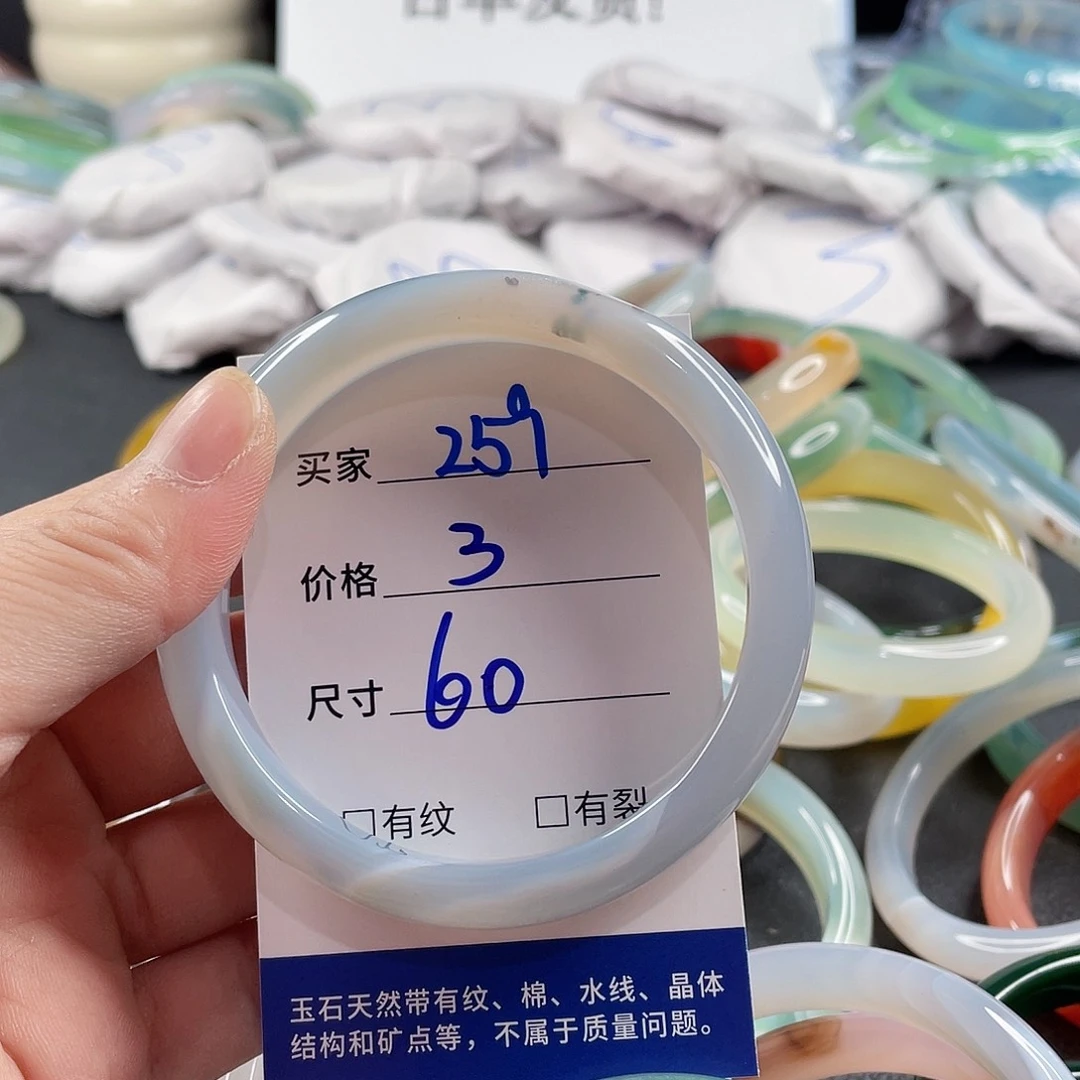 买家 259
价格 3
尺寸 60
□有纹 □有裂
玉石天然带有纹、棉、水线、晶体
结构和矿点等，不属于质量问题。